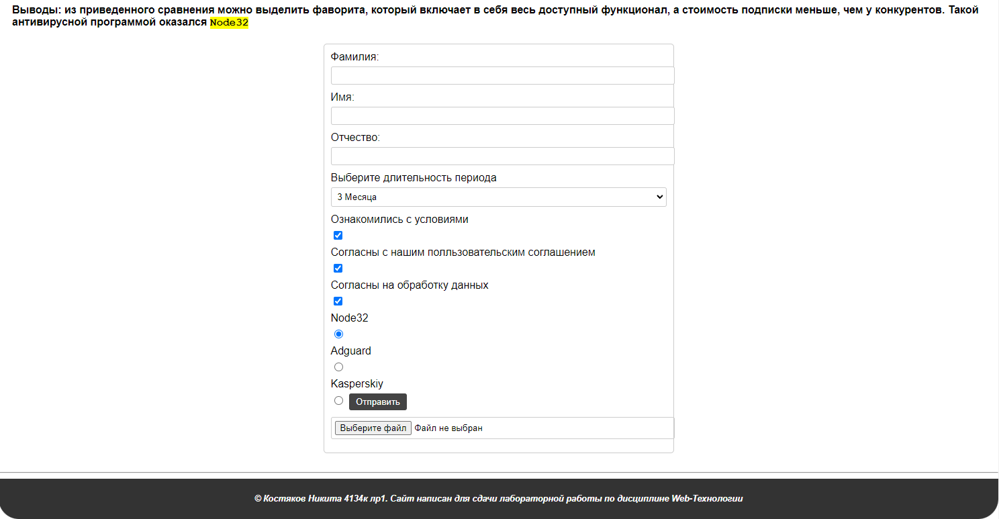 Выводы: из приведенного сравнения можно выделить фаворита, который включает в себя весь доступный функционал, а стоимость подписки меньше, чем у конкурентов. Такой
антивирусной программой оказался Node32
Фамилия:
Имя:
Отчество:
Выберите длительность периода
3 Месяца
Ознакомились с условиями
Согласны с нашим полльзовательским соглашением
Согласны на обработку данных
Node32
Adguard
Kasperskiy
Отправить
Выберите файл Файл не выбран
© Костяков Никита 4134к лр1. Сайт написан для сдачи лабораторной работы по дисциплине Web-Технологии